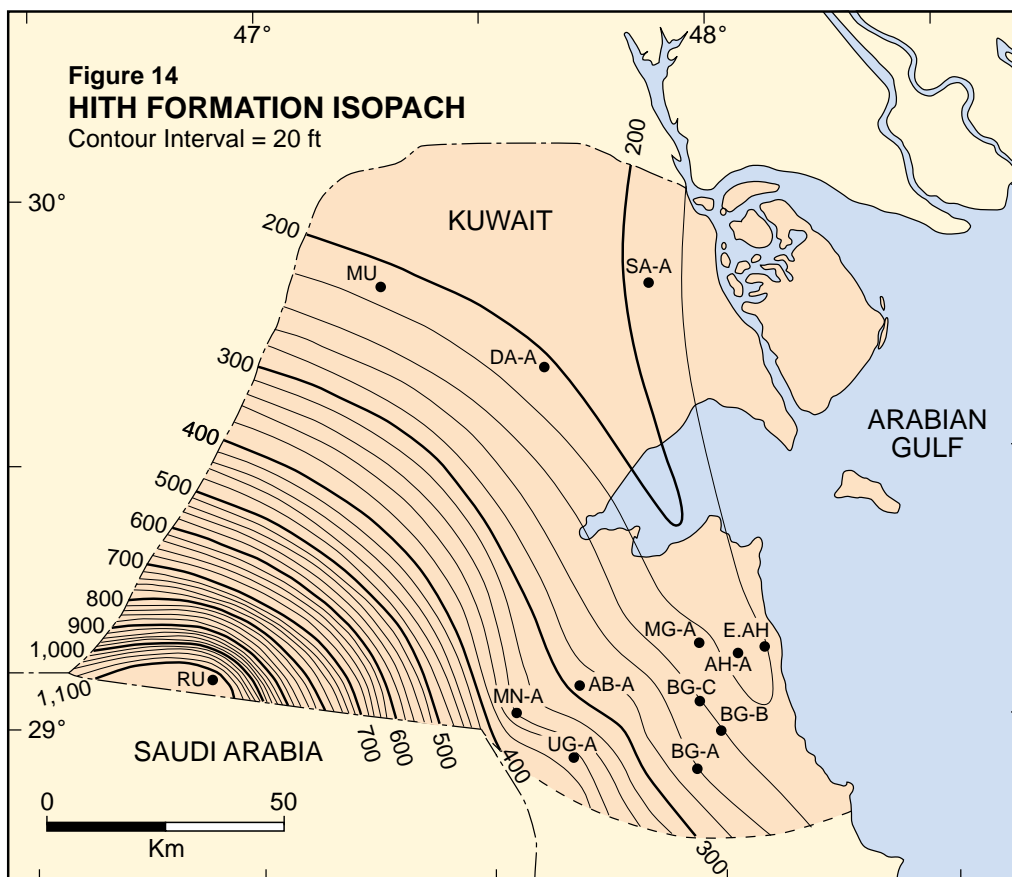 47°
48°
Figure 14
HITH FORMATION ISOPACH
Contour Interval = 20 ft
200
30°
KUWAIT
200
MU
SA-A
DA-A
300
ARABIAN
GULF
400
500
600
700
800
900
1,000
1,100
RU
MG-A
E.AH
AH-A
AB-A
BG-C
MN-A
BG-B
29°
UG-A
BG-A
SAUDI ARABIA
700
600
500
400
300
0
50
Km